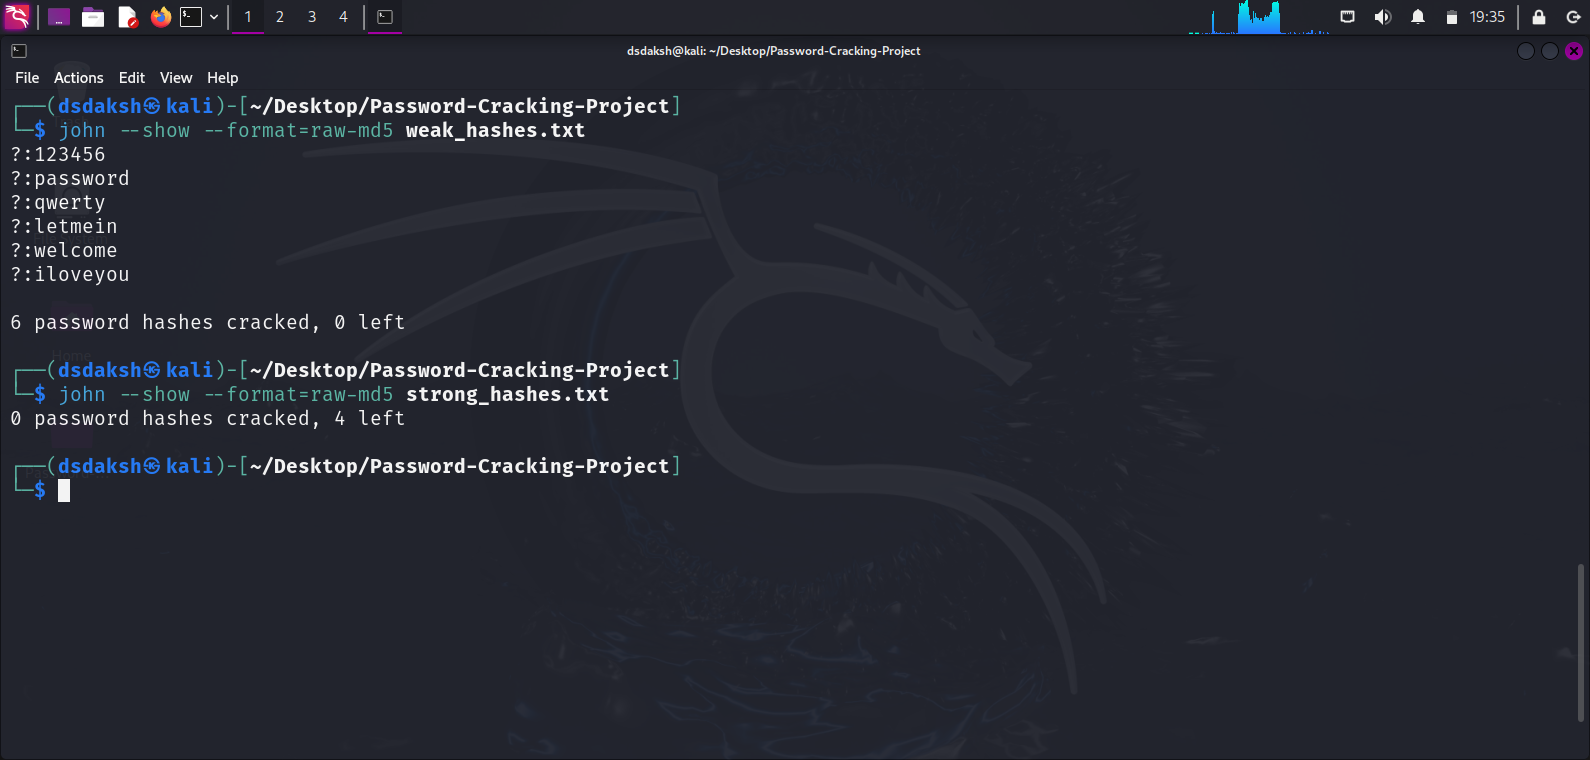 1 2 3 4 19:35
dsdaksh@kali: ~/Desktop/Password-Cracking-Project
File Actions Edit View Help
┌──(dsdaksh㉿kali)-[~/Desktop/Password-Cracking-Project]
└─$ john --show --format=raw-md5 weak_hashes.txt
?:123456
?:password
?:qwerty
?:letmein
?:welcome
?:iloveyou
6 password hashes cracked, 0 left
┌──(dsdaksh㉿kali)-[~/Desktop/Password-Cracking-Project]
└─$ john --show --format=raw-md5 strong_hashes.txt
0 password hashes cracked, 4 left
┌──(dsdaksh㉿kali)-[~/Desktop/Password-Cracking-Project]
└─$